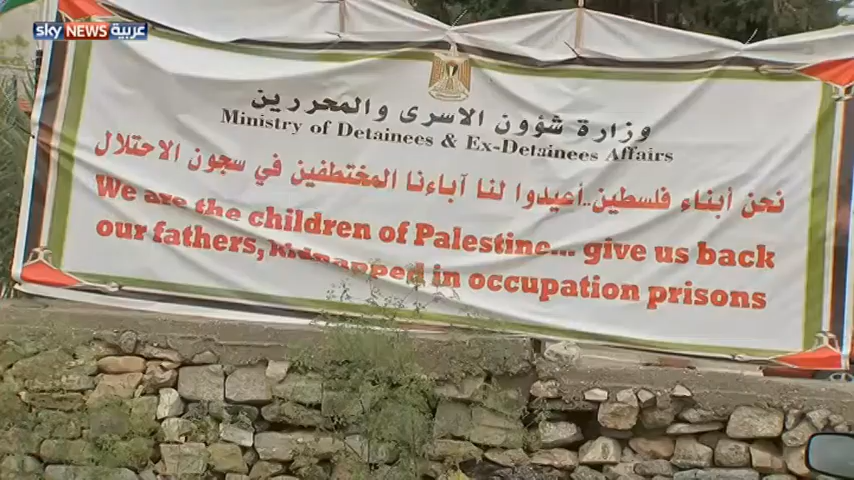 sky NEWS عربية
وزارة شؤون الاسرى والمحررين
Ministry of Detainees & Ex-Detainees Affairs
نحن أبناء فلسطين..أعيدوا لنا آباءنا المختطفين في سجون الاحتلال
We are the children of Palestine... give us back
our fathers, kidnapped in occupation prisons